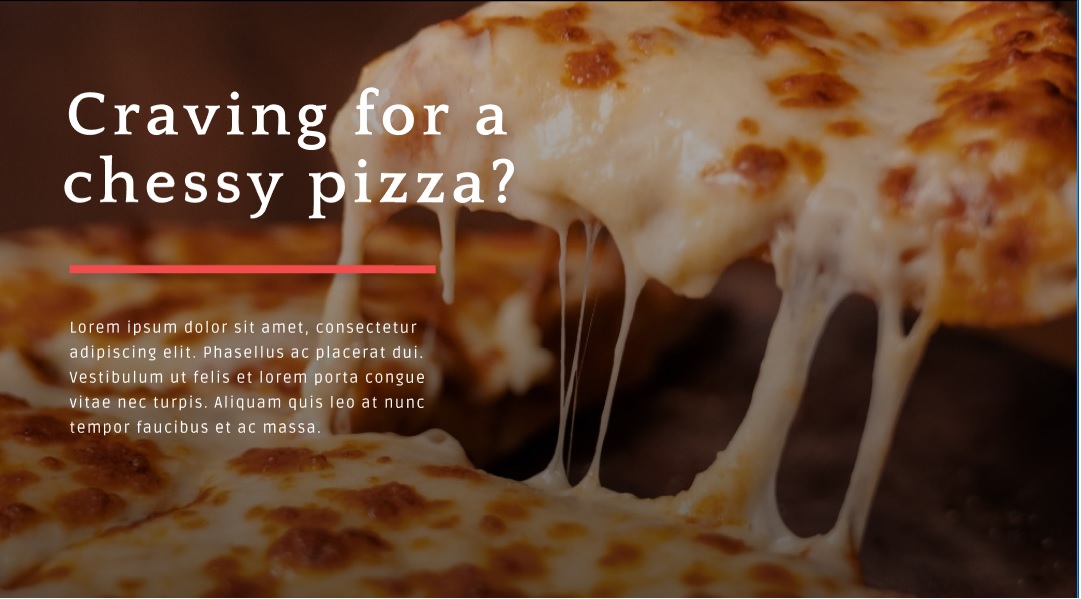 Craving for a
chessy pizza?
Lorem ipsum dolor sit amet, consectetur
adipiscing elit. Phasellus ac placerat dui.
Vestibulum ut felis et lorem porta congue
vitae nec turpis. Aliquam quis leo at nunc
tempor faucibus et ac massa.